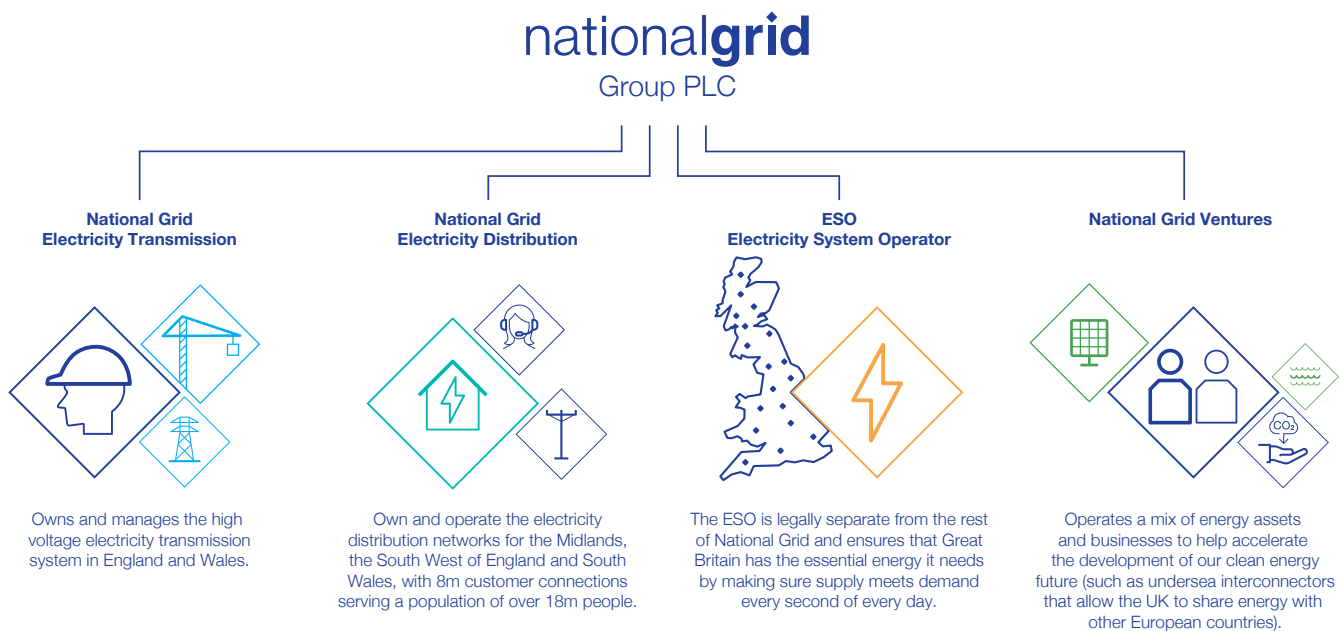 nationalgrid
Group PLC
National Grid
Electricity Transmission
Owns and manages the high
voltage electricity transmission
system in England and Wales.
National Grid
Electricity Distribution
Own and operate the electricity
distribution networks for the Midlands,
the South West of England and South
Wales, with 8m customer connections
serving a population of over 18m people.
ESO
Electricity System Operator
The ESO is legally separate from the rest
of National Grid and ensures that Great
Britain has the essential energy it needs
by making sure supply meets demand
every second of every day.
National Grid Ventures
CO₂
Operates a mix of energy assets
and businesses to help accelerate
the development of our clean energy
future (such as undersea interconnectors
that allow the UK to share energy with
other European countries).